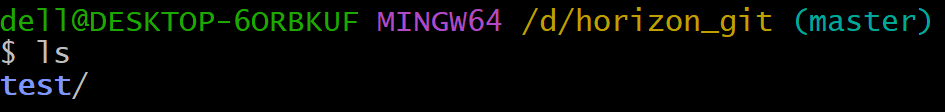 dell@DESKTOP-6ORBKUF MINGW64 /d/horizon_git (master)
$ ls
test/